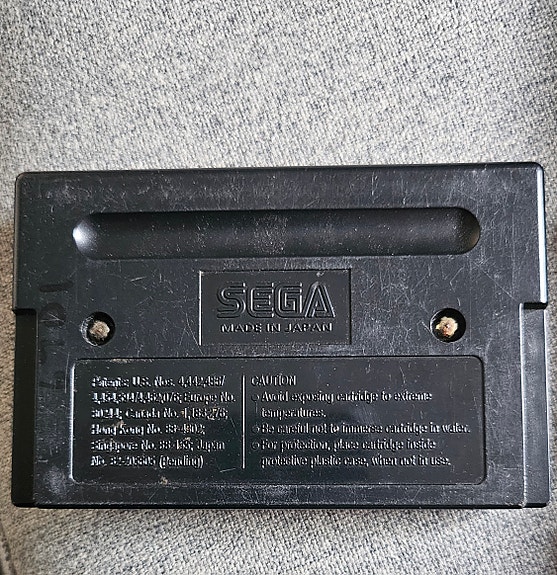 SEGA
MADE IN JAPAN
Patents: U.S. Nos. 4,442,486/
4,454,594/4,462,076; Europe No.
80244; Canada No. 1,183,276;
Hong Kong No. 88-4302;
Singapore No. 88-155; Japan
No. 82-205605 (Pending)
CAUTION
• Avoid exposing cartridge to extreme
temperatures.
• Be careful not to immerse cartridge in water.
• For protection, place cartridge inside
protective plastic case, when not in use.